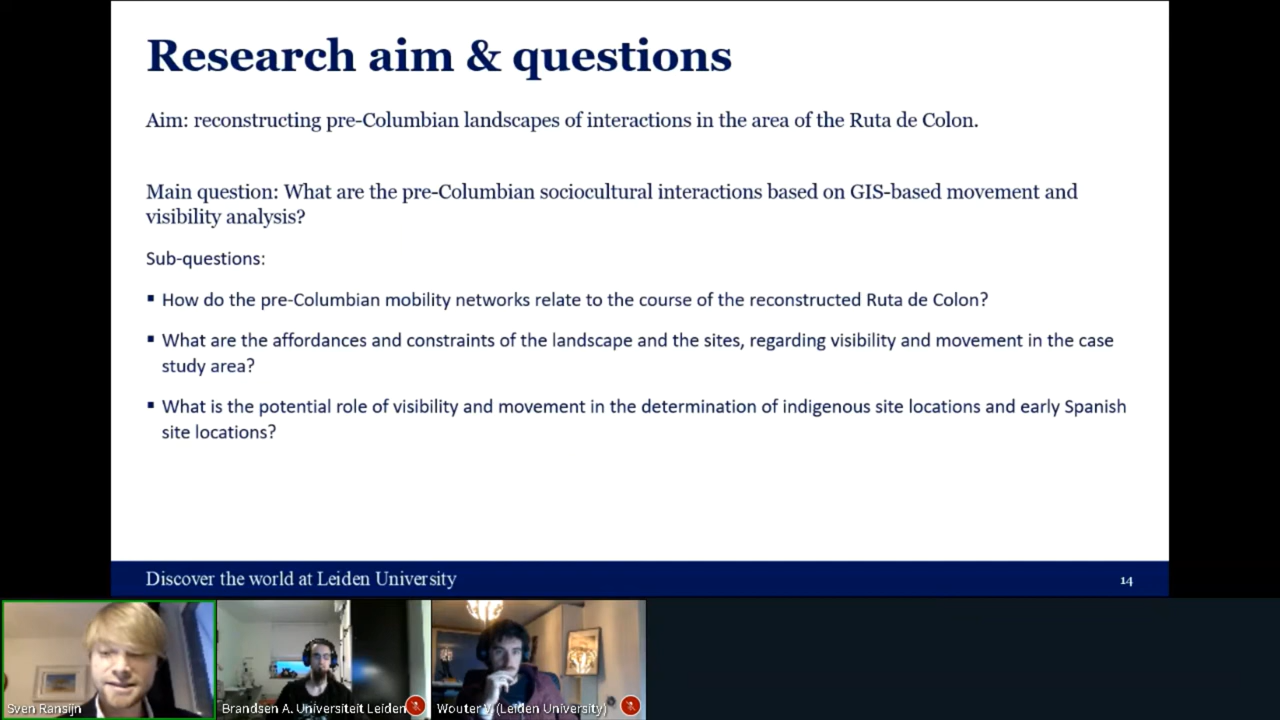 Research aim & questions
Aim: reconstructing pre-Columbian landscapes of interactions in the area of the Ruta de Colon.
Main question: What are the pre-Columbian sociocultural interactions based on GIS-based movement and
visibility analysis?
Sub-questions:
▪ How do the pre-Columbian mobility networks relate to the course of the reconstructed Ruta de Colon?
▪ What are the affordances and constraints of the landscape and the sites, regarding visibility and movement in the case
study area?
▪ What is the potential role of visibility and movement in the determination of indigenous site locations and early Spanish
site locations?
Discover the world at Leiden University
14
Sven Ransijn
Brandsen A. Universiteit Leiden
Wouter (Leiden University)